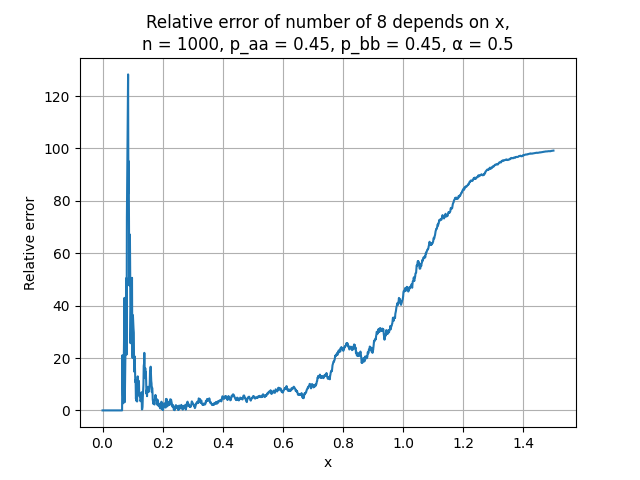 Relative error of number of 8 depends on x,
n = 1000, p_aa = 0.45, p_bb = 0.45, α = 0.5
120
100
80
60
40
20
0
Relative error
0.0 0.2 0.4 0.6 0.8 1.0 1.2 1.4
x